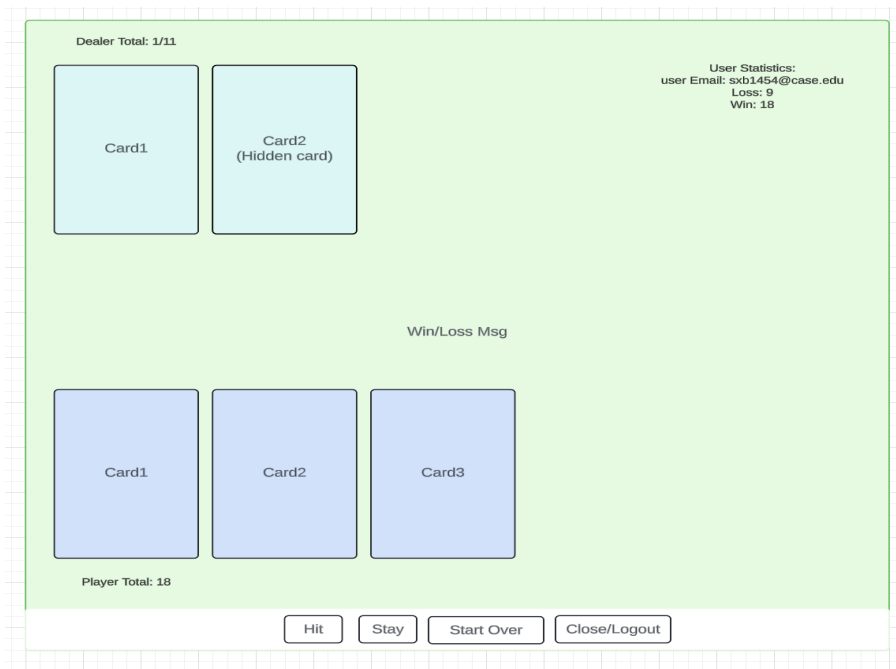 Dealer Total: 1/11
User Statistics:
user Email: sxb1454@case.edu
Loss: 9
Win: 18
Card1
Card2
(Hidden card)
Win/Loss Msg
Card1
Card2
Card3
Player Total: 18
Hit
Stay
Start Over
Close/Logout